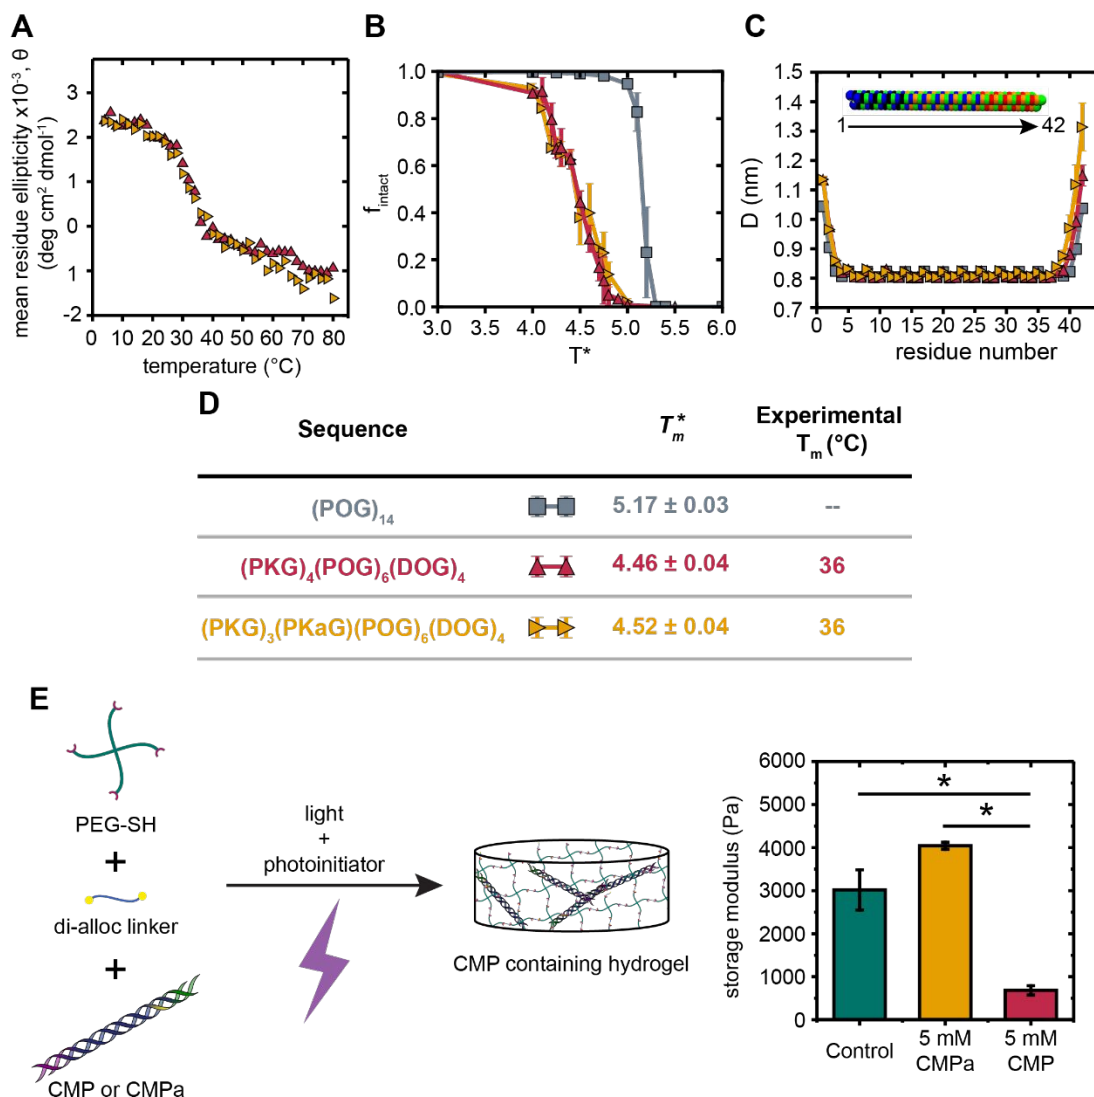 A
mean residue ellipticity x10⁻³, θ
(deg cm² dmol⁻¹)
2
0
1
-2
0 10 20 30 40 50 60 70 80
temperature (°C)
B
f_intact
1.0
0.8
0.6
0.4
0.2
0.0
3.0 3.5 4.0 4.5 5.0 5.5 6.0
T*
C
D (nm)
1.5
1.4
1.3
1.2
1.1
1.0
0.9
0.8
0.7
1 42
0 5 10 15 20 25 30 35 40
residue number
D
Sequence T_m* Experimental
T_m (°C)
(POG)₁₄ 5.17 ± 0.03 --
(PKG)₄(POG)₆(DOG)₄ 4.46 ± 0.04 36
(PKG)₃(PKaG)(POG)₆(DOG)₄ 4.52 ± 0.04 36
E
PEG-SH
+
di-alloc linker
+
CMP or CMPa
light
+
photoinitiator
CMP containing hydrogel
storage modulus (Pa)
6000
5000
4000
3000
2000
1000
0
*
*
Control
5 mM
CMPa
5 mM
CMP